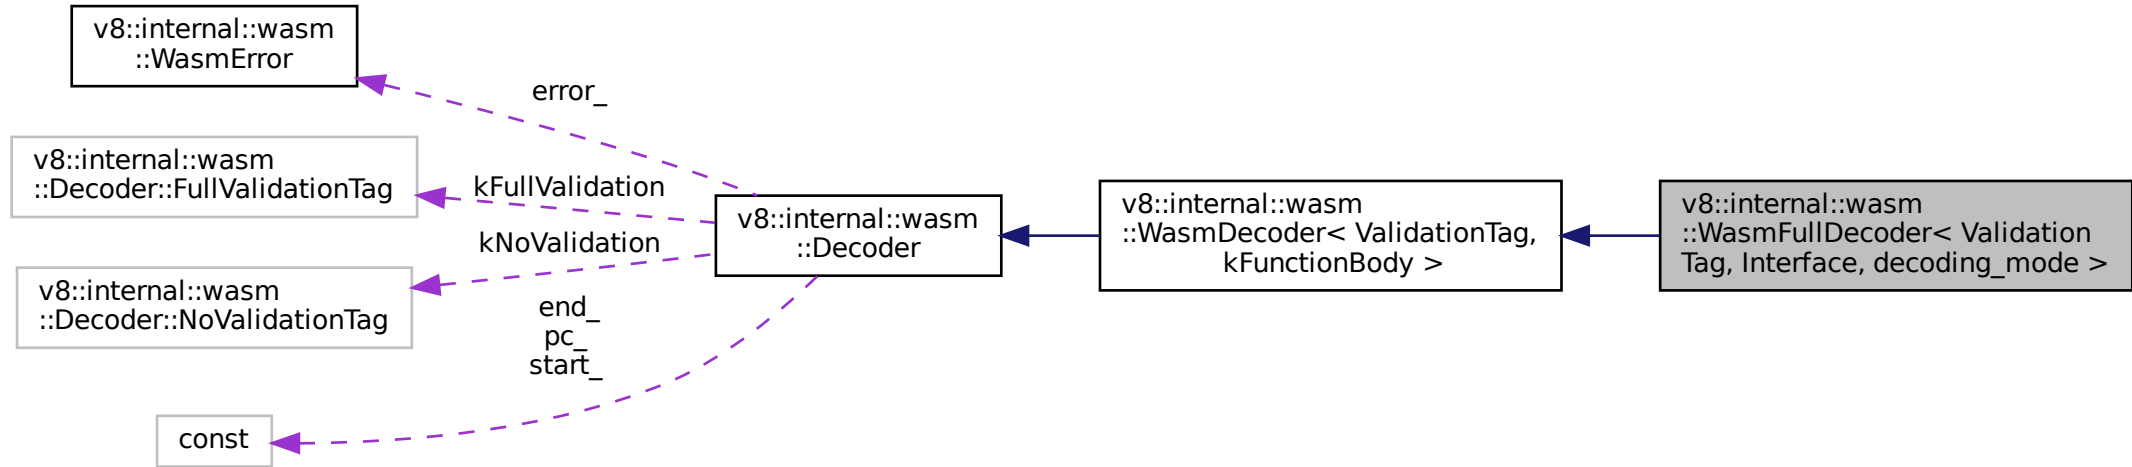 v8::internal::wasm
::WasmError
error_
v8::internal::wasm
::Decoder::FullValidationTag
kFullValidation
v8::internal::wasm
::Decoder
v8::internal::wasm
::WasmDecoder< ValidationTag,
kFunctionBody >
v8::internal::wasm
::WasmFullDecoder< Validation
Tag, Interface, decoding_mode >
kNoValidation
v8::internal::wasm
::Decoder::NoValidationTag
end_
pc_
start_
const